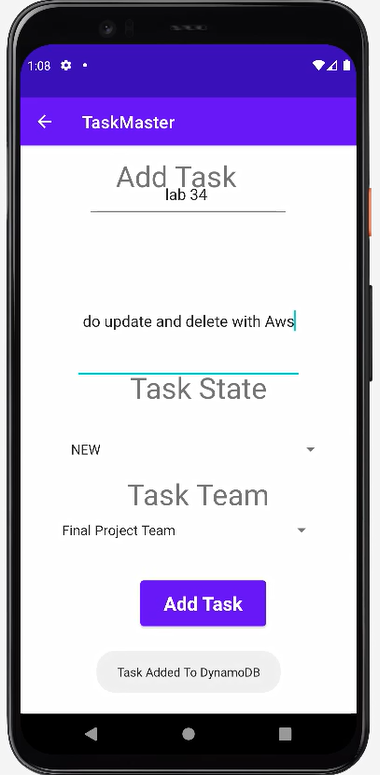 1:08
TaskMaster
Add Task
lab 34
do update and delete with Aws
Task State
NEW
Task Team
Final Project Team
Add Task
Task Added To DynamoDB